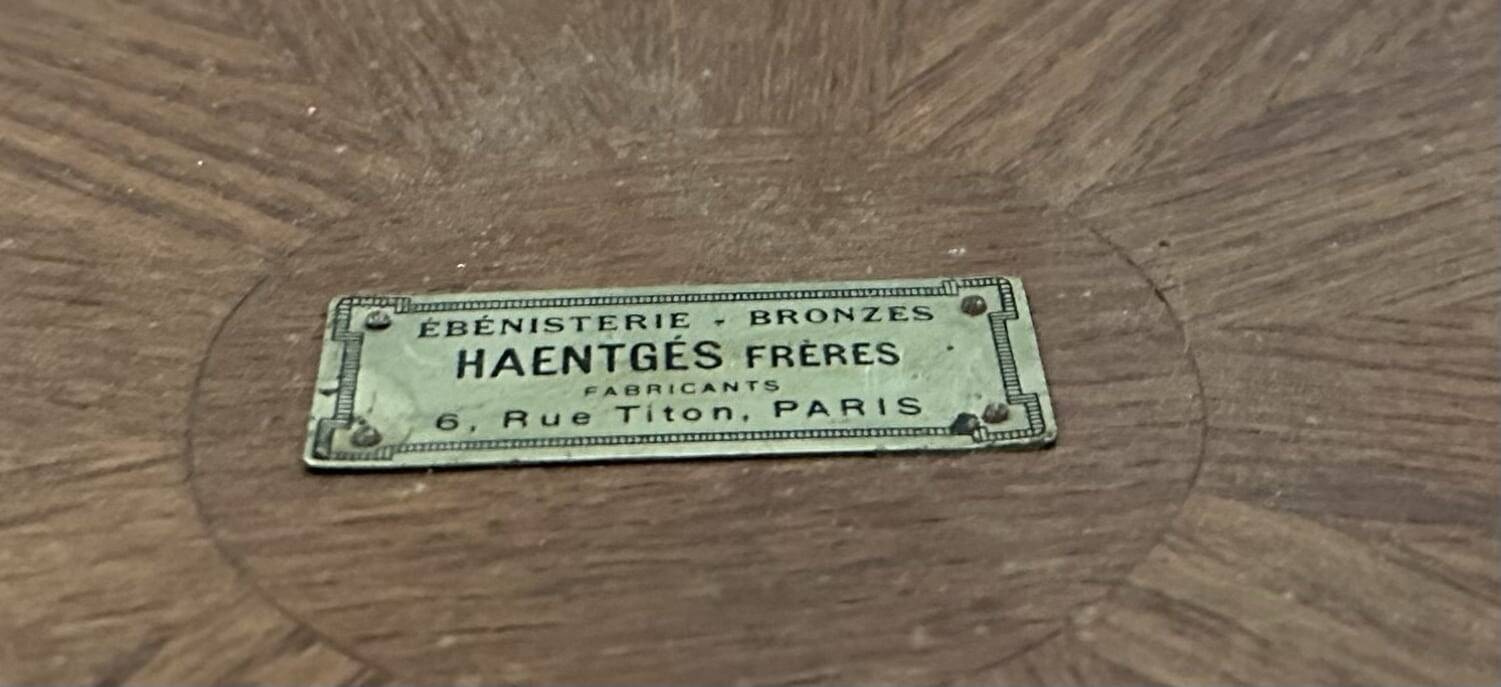 ÉBÉNISTERIE - BRONZES
HAENTGÉS FRÈRES
FABRICANTS
6, Rue Titon, PARIS